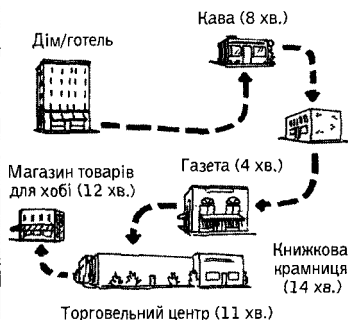 Кава (8 хв.)
Дім/готель
Газета (4 хв.)
Магазин товарів
для хобі (12 хв.)
Книжкова
крамниця
(14 хв.)
Торговельний центр (11 хв.)